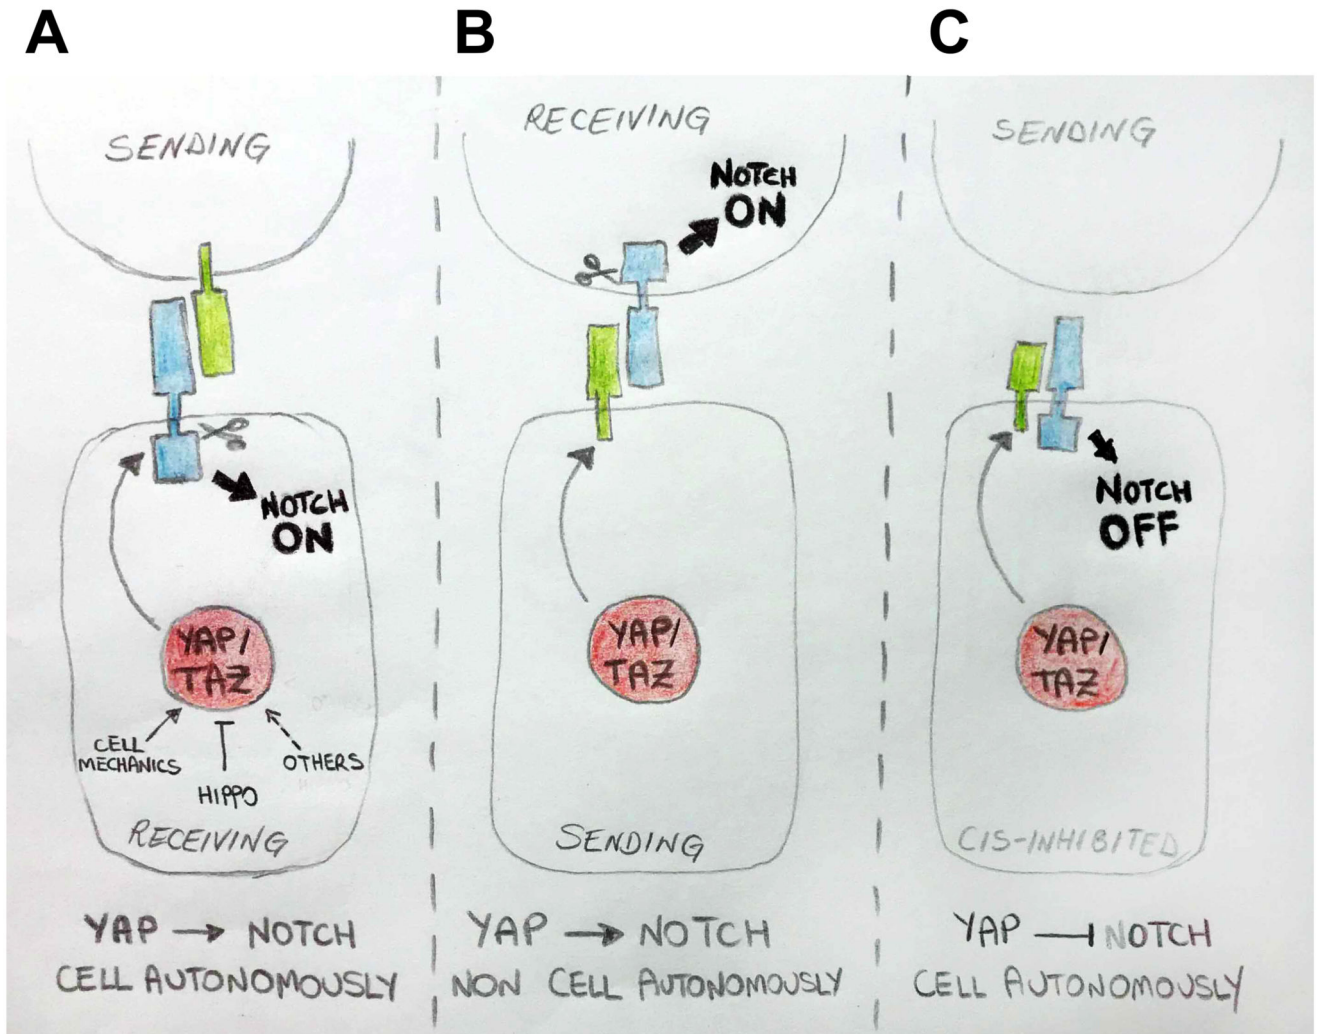 A
B
C
SENDING
NOTCH
ON
YAP/
TAZ
CELL
MECHANICS
HIPPO
OTHERS
RECEIVING
YAP → NOTCH
CELL AUTONOMOUSLY
RECEIVING
NOTCH
ON
YAP/
TAZ
SENDING
YAP → NOTCH
NON CELL AUTONOMOUSLY
SENDING
NOTCH
OFF
YAP/
TAZ
CIS-INHIBITED
YAP ⊣ NOTCH
CELL AUTONOMOUSLY